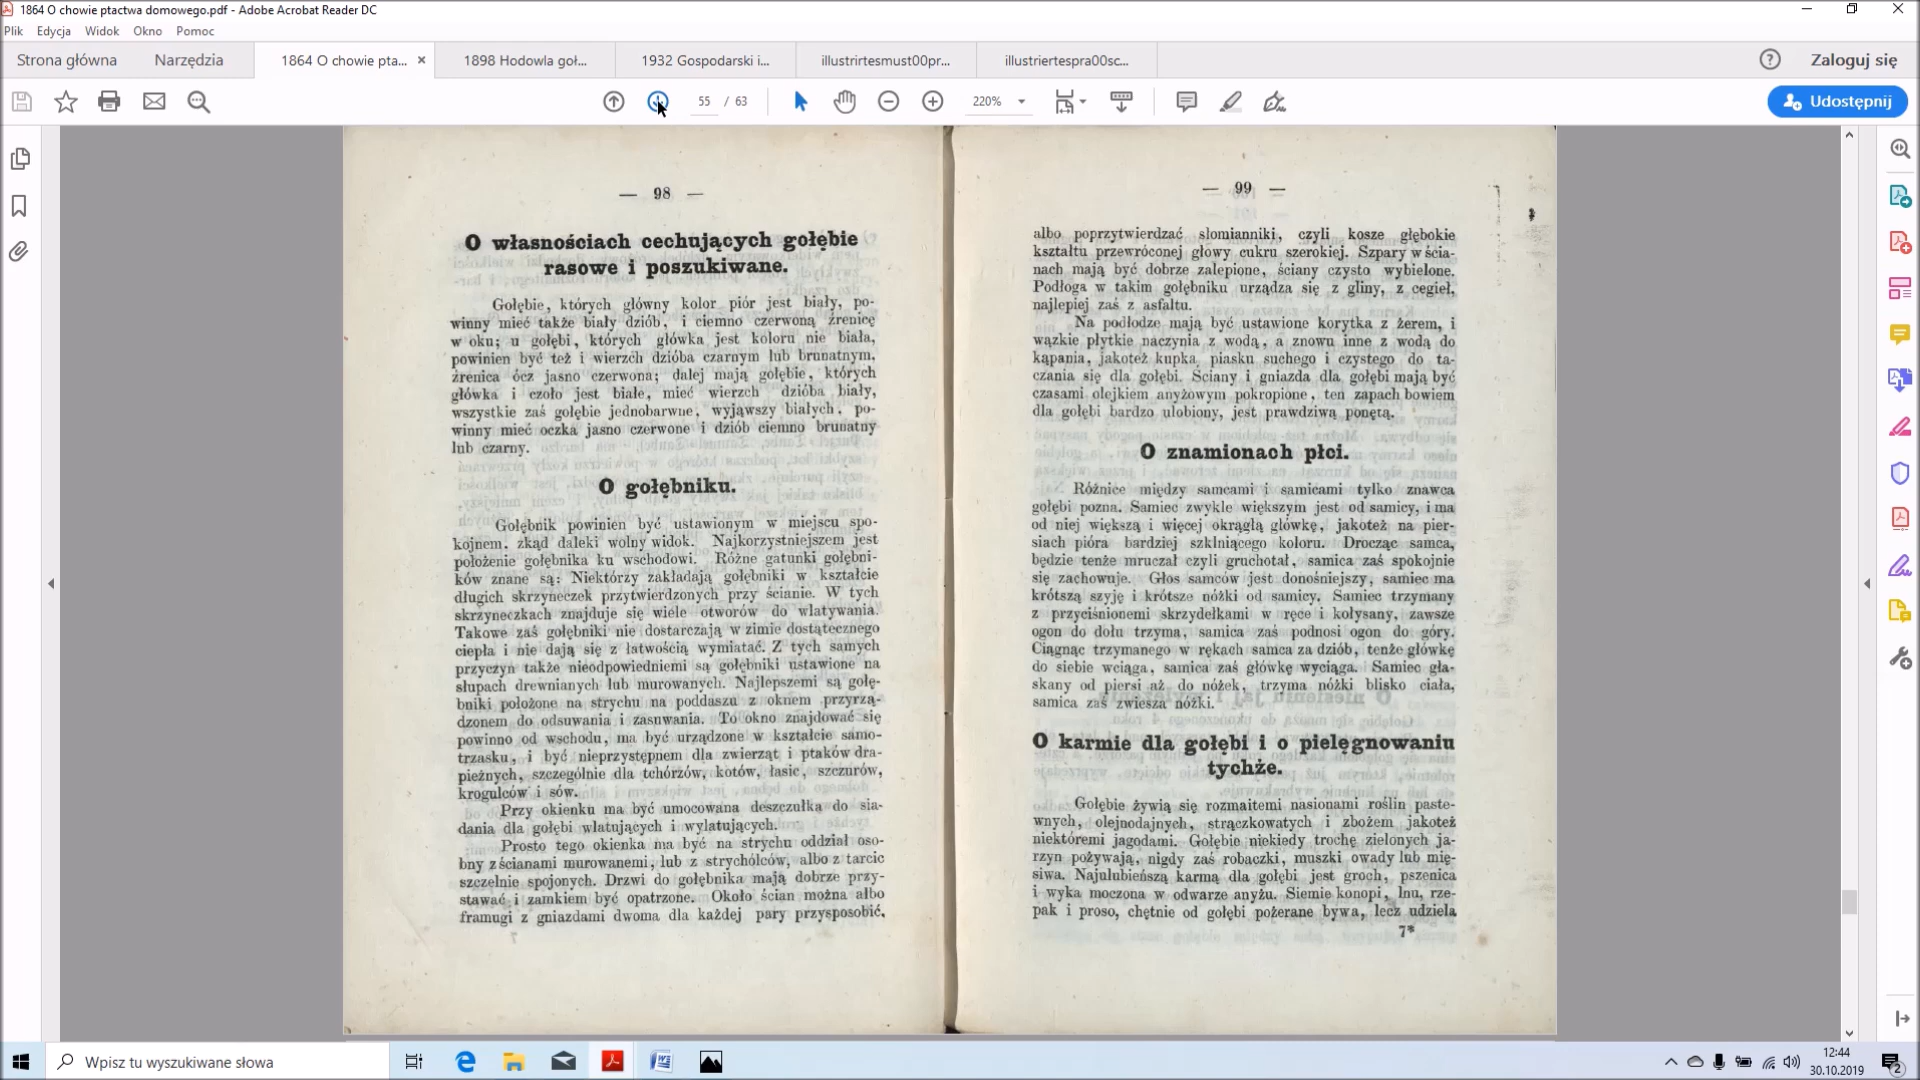 1864 O chowie ptactwa domowego.pdf - Adobe Acrobat Reader DC
Plik Edycja Widok Okno Pomoc
Strona główna Narzędzia 1864 O chowie pta... × 1898 Hodowla goł... 1932 Gospodarski i... illustrirtesmust00pr... illustriertespra00sc... Zaloguj się
55 / 63 220% Udostępnij
— 98 —
O własnościach cechujących gołębie
rasowe i poszukiwane.
Gołębie, których główny kolor piór jest biały, po-
winny mieć także biały dziób, i ciemno czerwoną źrenicę
w oku; u gołębi, których główka jest koloru nie biała,
powinien być też i wierzch dzióba czarnym lub brunatnym,
źrenica ócz jasno czerwona; dalej mają gołębie, których
główka i czoło jest białe, mieć wierzch dzióba biały,
wszystkie zaś gołębie jednobarwne, wyjąwszy białych, po-
winny mieć oczka jasno czerwone i dziób ciemno brunatny
lub czarny.
O gołębniku.
Gołębnik powinien być ustawionym w miejscu spo-
kojnem, zkąd daleki wolny widok. Najkorzystniejszem jest
położenie gołębnika ku wschodowi. Różne gatunki gołębni-
ków znane są: Niektórzy zakładają gołębniki w kształcie
długich skrzyneczek przytwierdzonych przy ścianie. W tych
skrzyneczkach znajduje się wiele otworów do wlatywania.
Takowe zaś gołębniki nie dostarczają w zimie dostątecznego
ciepła i nie dają się z łatwością wymiatać. Z tych samych
przyczyn także nieodpowiedniemi są gołębniki ustawione na
słupach drewnianych lub murowanych. Najlepszemi są gołę-
bniki położone na strychu na poddaszu z oknem przyrzą-
dzonem do odsuwania i zasuwania. To okno znajdować się
powinno od wschodu, ma być urządzone w kształcie samo-
trzasku, i być nieprzystępnem dla zwierząt i ptaków dra-
pieżnych, szczególnie dla tchórzów, kotów, łasic, szczurów,
krogulców i sów.
Przy okienku ma być umocowana deszczułka do sia-
dania dla gołębi wlatujących i wylatujących.
Prosto tego okienka ma być na strychu oddział oso-
bny z ścianami murowanemi, lub z strychólców, albo z tarcic
szczelnie spojonych. Drzwi do gołębnika mają dobrze przy-
stawać i zamkiem być opatrzone. Około ścian można albo
framugi z gniazdami dwoma dla każdej pary przysposobić,
7
— 99 —
albo poprzytwierdzać słomianniki, czyli kosze głębokie
kształtu przewróconej głowy cukru szerokiej. Szpary w ścia-
nach mają być dobrze zalepione, ściany czysto wybielone.
Podłoga w takim gołębniku urządza się z gliny, z cegieł,
najlepiej zaś z asfaltu.
Na podłodze mają być ustawione korytka z żerem, i
wązkie płytkie naczynia z wodą, a znowu inne z wodą do
kąpania, jakoteż kupka piasku suchego i czystego do ta-
czania się dla gołębi. Ściany i gniazda dla gołębi mają być
czasami olejkiem anyżowym pokropione, ten zapach bowiem
dla gołębi bardzo ulobiony, jest prawdziwą ponętą.
O znamionach płci.
Różnice między samcami i samicami tylko znawca
gołębi pozna. Samiec zwykle większym jest od samicy, i ma
od niej większą i więcej okrągłą główkę, jakoteż na pier-
siach pióra bardziej szkłniącego koloru. Drocząc samca,
będzie tenże mruczał czyli gruchotał, samica zaś spokojnie
się zachowuje. Głos samców jest donośniejszy, samiec ma
krótszą szyję i krótsze nóżki od samicy. Samiec trzymany
z przyciśnionemi skrzydełkami w ręce i kołysany, zawsze
ogon do dołu trzyma, samica zaś podnosi ogon do góry.
Ciągnąc trzymanego w rękach samca za dziób, tenże główkę
do siebie wciąga, samica zaś główkę wyciąga. Samiec gła-
skany od piersi aż do nóżek, trzyma nóżki blisko ciała,
samica zaś zwiesza nóżki.
O karmie dla gołębi i o pielęgnowaniu
tychże.
Gołębie żywią się rozmaitemi nasionami roślin paste-
wnych, olejnodajnych, strączkowatych i zbożem jakoteż
niektóremi jagodami. Gołębie niekiedy trochę zielonych ja-
rzyn pożywają, nigdy zaś robaczki, muszki owady lub mię-
siwa. Najulubieńszą karmą dla gołębi jest groch, pszenica
i wyka moczona w odwarze anyżu. Siemie konopi, lnu, rze-
pak i proso, chętnie od gołębi pożerane bywa, lecz udziela
7*
Wpisz tu wyszukiwane słowa
12:44
30.10.2019
2